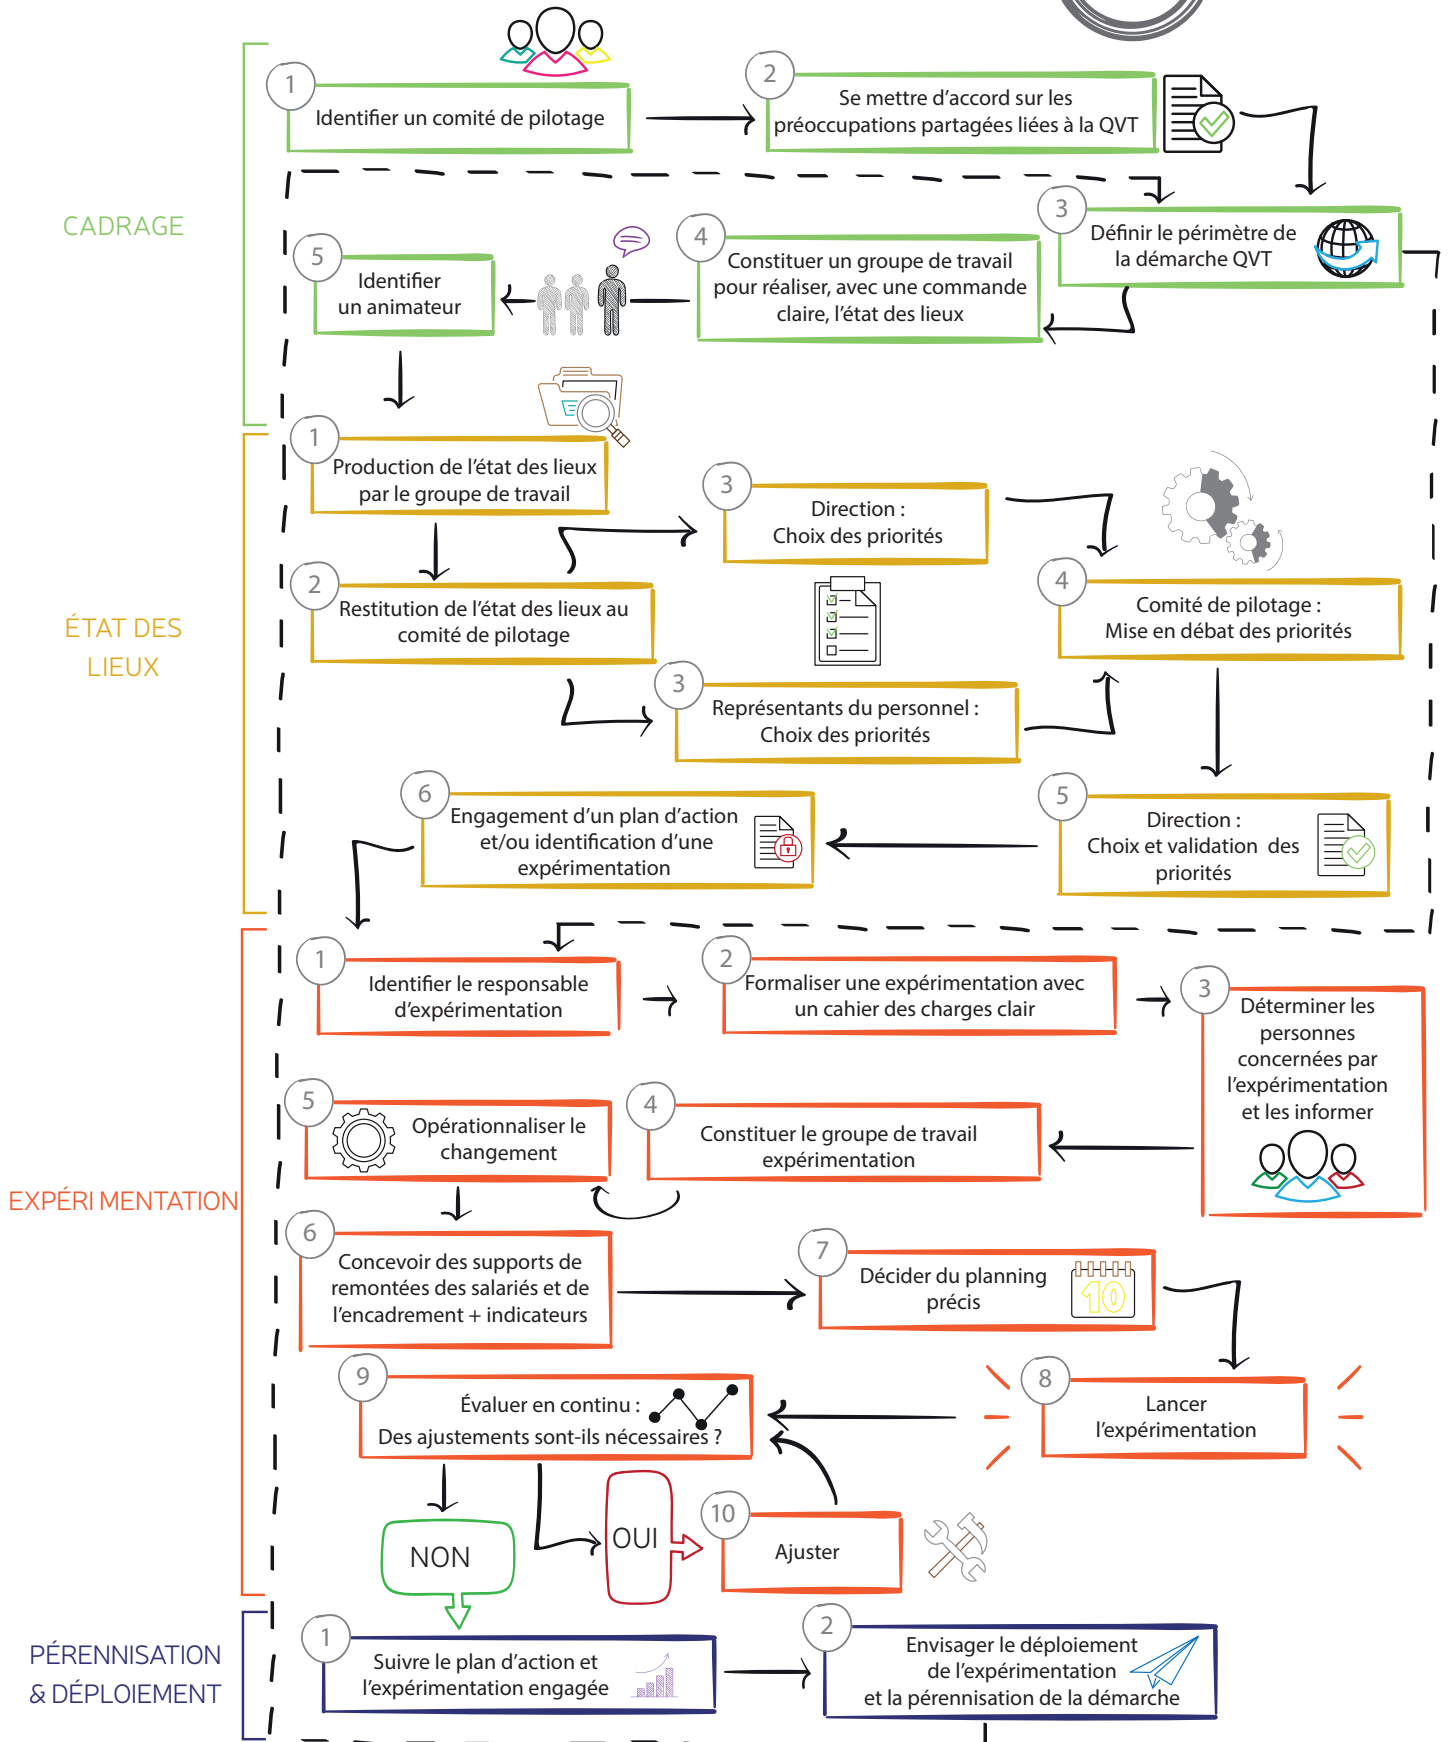 CADRAGE
1
Identifier un comité de pilotage
2
Se mettre d'accord sur les
préoccupations partagées liées à la QVT
3
Définir le périmètre de
la démarche QVT
4
Constituer un groupe de travail
pour réaliser, avec une commande
claire, l'état des lieux
5
Identifier
un animateur
ÉTAT DES
LIEUX
1
Production de l'état des lieux
par le groupe de travail
2
Restitution de l'état des lieux au
comité de pilotage
3
Direction :
Choix des priorités
3
Représentants du personnel :
Choix des priorités
4
Comité de pilotage :
Mise en débat des priorités
5
Direction :
Choix et validation des
priorités
6
Engagement d'un plan d'action
et/ou identification d'une
expérimentation
EXPÉRI MENTATION
1
Identifier le responsable
d'expérimentation
2
Formaliser une expérimentation avec
un cahier des charges clair
3
Déterminer les
personnes
concernées par
l'expérimentation
et les informer
4
Constituer le groupe de travail
expérimentation
5
Opérationnaliser le
changement
6
Concevoir des supports de
remontées des salariés et de
l'encadrement + indicateurs
7
Décider du planning
précis
10
8
Lancer
l'expérimentation
9
Évaluer en continu :
Des ajustements sont-ils nécessaires ?
NON
OUI
10
Ajuster
PÉRENNISATION
& DÉPLOIEMENT
1
Suivre le plan d'action et
l'expérimentation engagée
2
Envisager le déploiement
de l'expérimentation
et la pérennisation de la démarche